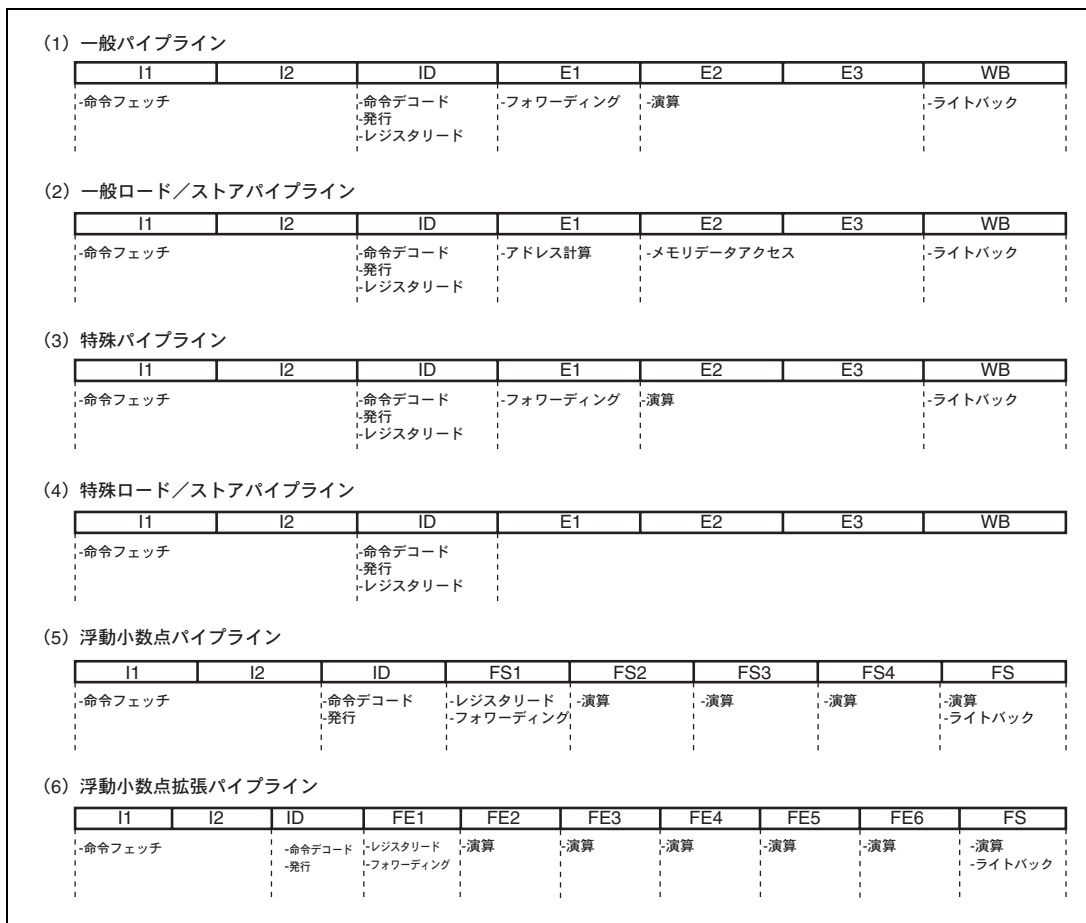 (1) 一般パイプライン
I1 I2 ID E1 E2 E3 WB
-命令フェッチ -命令デコード -フォワーディング -演算 -ライトバック
-発行
-レジスタリード
(2) 一般ロード／ストアパイプライン
I1 I2 ID E1 E2 E3 WB
-命令フェッチ -命令デコード -アドレス計算 -メモリデータアクセス -ライトバック
-発行
-レジスタリード
(3) 特殊パイプライン
I1 I2 ID E1 E2 E3 WB
-命令フェッチ -命令デコード -フォワーディング -演算 -ライトバック
-発行
-レジスタリード
(4) 特殊ロード／ストアパイプライン
I1 I2 ID E1 E2 E3 WB
-命令フェッチ -命令デコード
-発行
-レジスタリード
(5) 浮動小数点パイプライン
I1 I2 ID FS1 FS2 FS3 FS4 FS
-命令フェッチ -命令デコード -レジスタリード -演算 -演算 -演算 -演算
-発行 -フォワーディング -ライトバック
(6) 浮動小数点拡張パイプライン
I1 I2 ID FE1 FE2 FE3 FE4 FE5 FE6 FS
-命令フェッチ -命令デコード -レジスタリード -演算 -演算 -演算 -演算 -演算 -演算
-発行 -フォワーディング -ライトバック